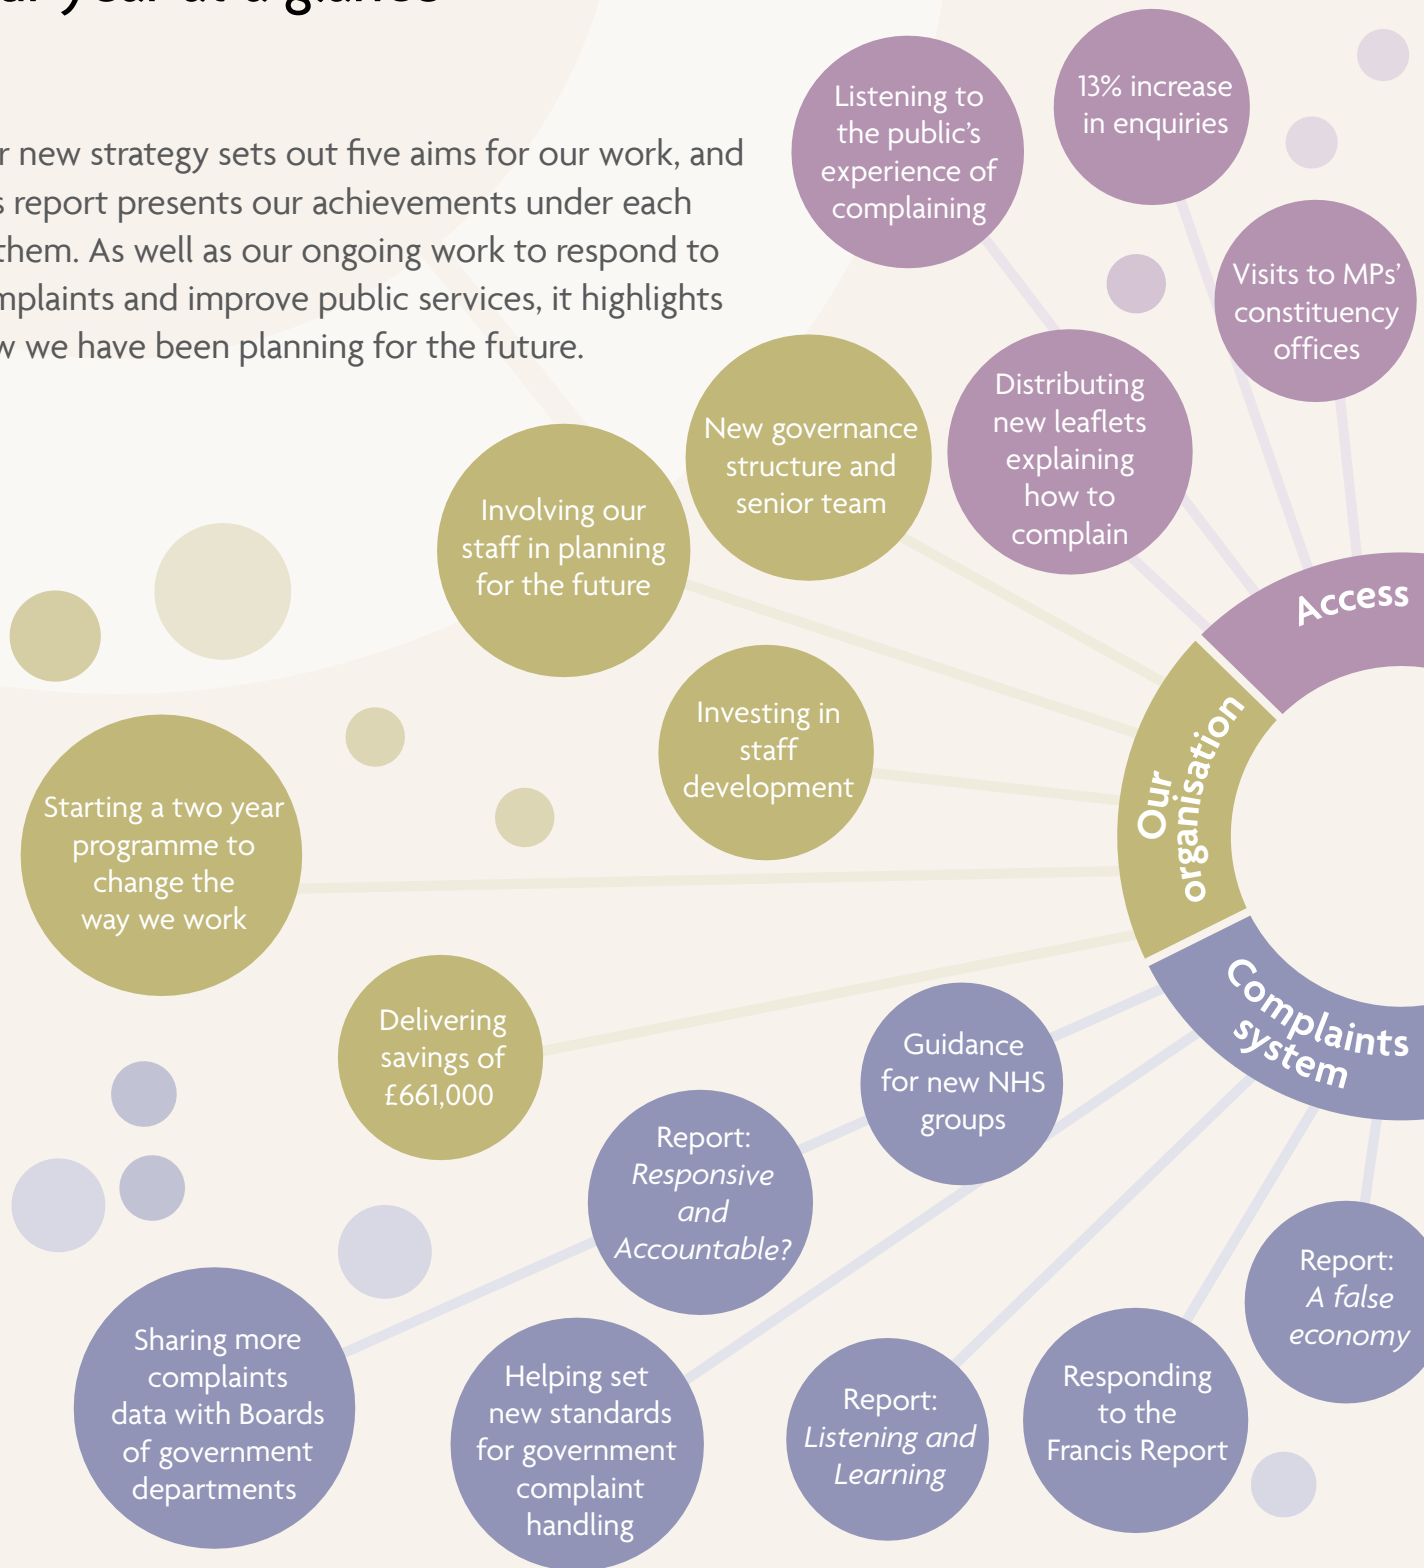 year at a glance
new strategy sets out five aims for our work, and
report presents our achievements under each
them. As well as our ongoing work to respond to
mplaints and improve public services, it highlights
w we have been planning for the future.
Listening to
the public's
experience of
complaining
13% increase
in enquiries
Visits to MPs'
constituency
offices
Distributing
new leaflets
explaining
how to
complain
New governance
structure and
senior team
Involving our
staff in planning
for the future
Investing in
staff
development
Starting a two year
programme to
change the
way we work
Delivering
savings of
£661,000
Access
Our
organisation
Complaints
system
Guidance
for new NHS
groups
Report:
Responsive
and
Accountable?
Sharing more
complaints
data with Boards
of government
departments
Helping set
new standards
for government
complaint
handling
Report:
Listening and
Learning
Responding
to the
Francis Report
Report:
A false
economy